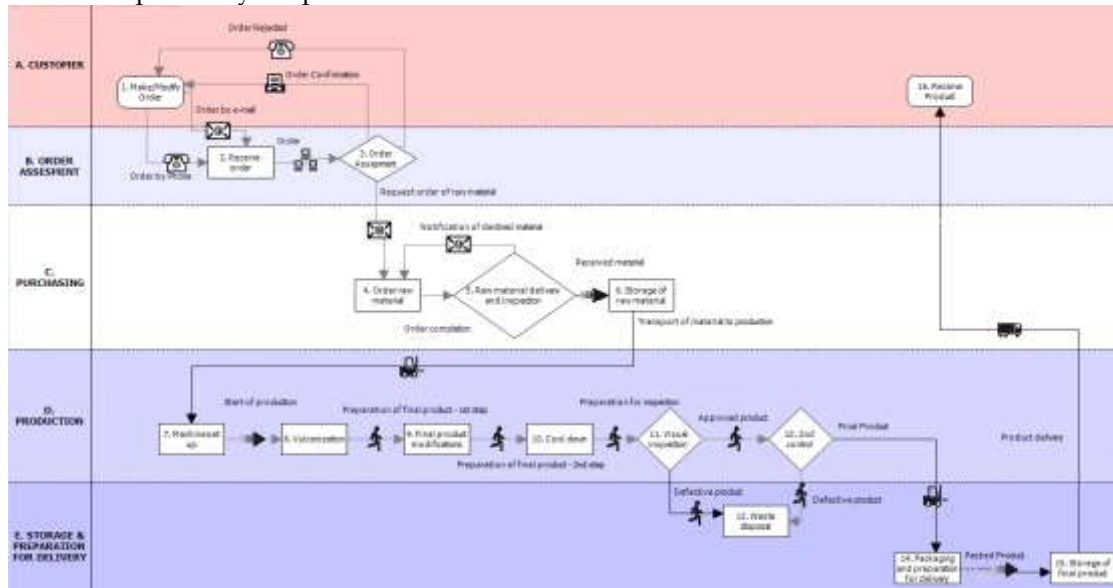 Order Rejected
A. CUSTOMER
Order Confirmation
1. Make/Modify
Order
16. Receive
Product
Order by e-mail
Order
B. ORDER
ASSESMENT
2. Receive
order
3. Order
Assesment
Order by Phone
Request order of raw material
Notification of declined material
C.
PURCHASING
Received material
4. Order raw
material
5. Raw material delivery
and inspection
6. Storage of
raw material
Order completion
Transport of material to production
D.
PRODUCTION
Start of production
Preparation of final product - 1st step
Preparation for inspection
Approved product
Final Product
Product delivery
7. Machine set
up
8. Vulcanization
9. Final product
modifications
10. Cool down
11. Visual
inspection
12. 2nd
control
Preparation of final product - 2nd step
Defective product
Defective product
Waste
disposal
E. STORAGE &
PREPARATION
FOR DELIVERY
14. Packaging
and preparation
for delivery
Packed Product
15. Storage of
final product